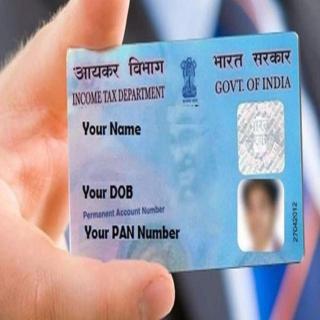 आयकर विभाग
भारत सरकार
INCOME TAX DEPARTMENT
GOVT. OF INDIA
Your Name
Your DOB
Permanent Account Number
Your PAN Number
27042012